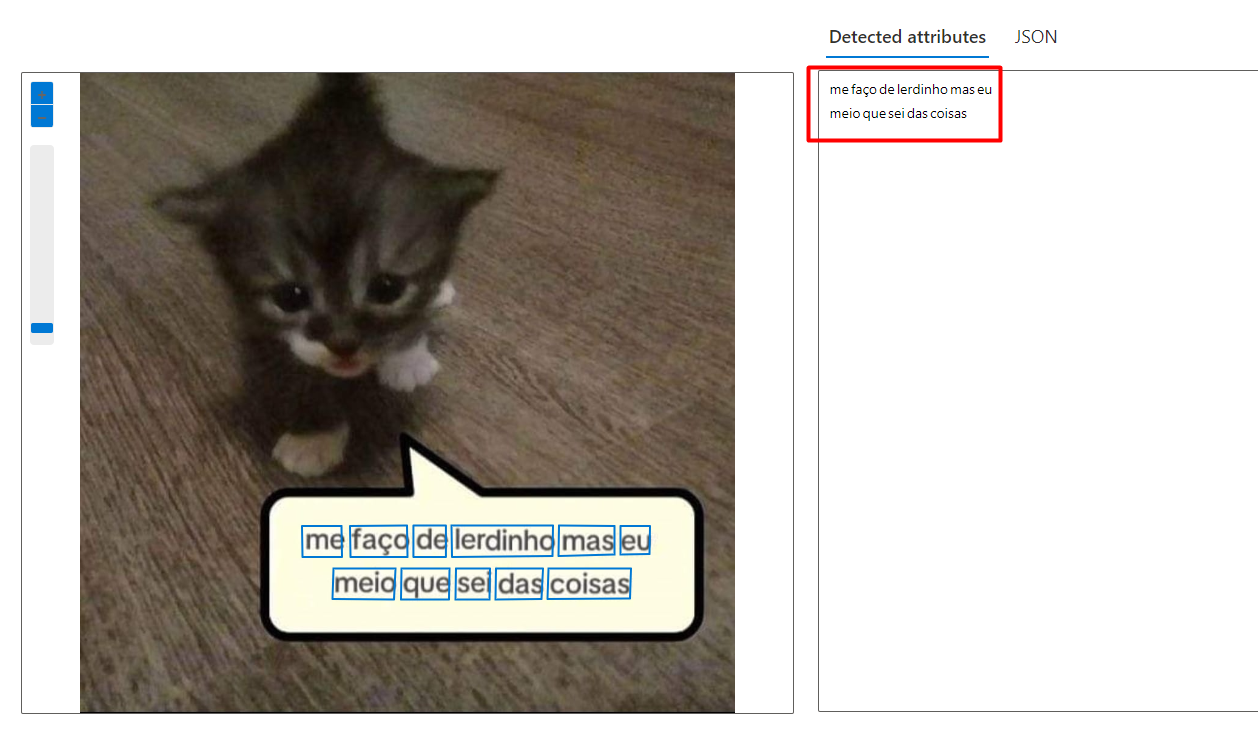 Detected attributes JSON
me faço de lerdinho mas eu
meio que sei das coisas
me faço de lerdinho mas eu
meio que sei das coisas